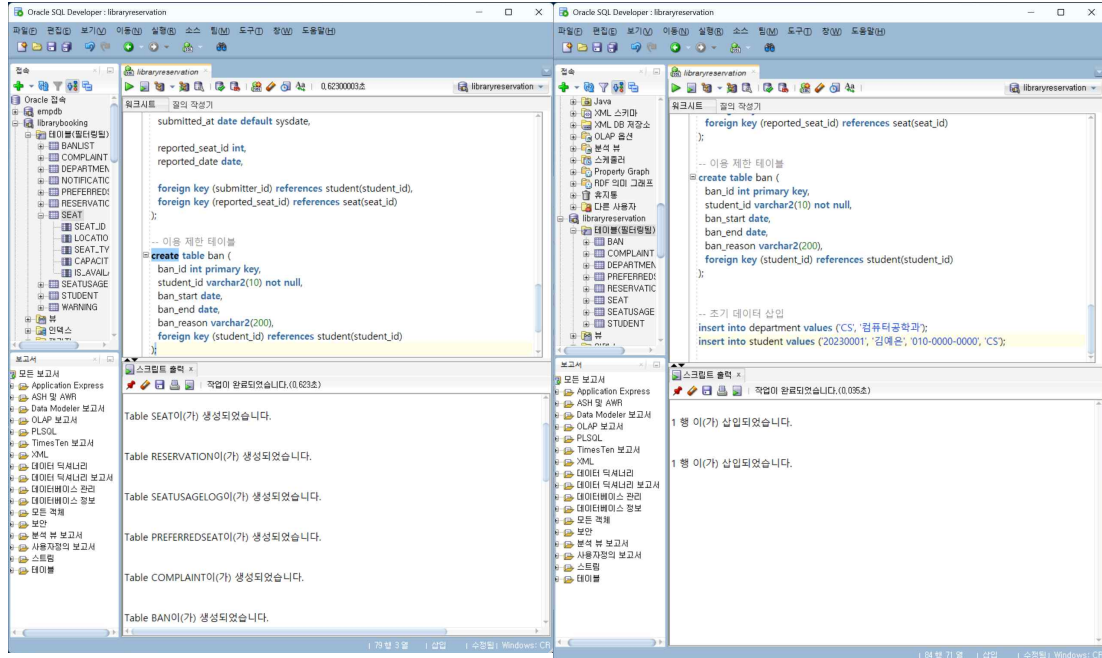 Oracle SQL Developer : libraryreservation
파일(F) 편집(E) 보기(V) 이동(N) 실행(R) 소스 팀(M) 도구(T) 창(W) 도움말(H)
접속
Oracle 접속
empdb
librarybooking
테이블(필터링됨)
BANLIST
COMPLAINT
DEPARTMEN
NOTIFICATIC
PREFERREDS
RESERVATIC
SEAT
SEAT_ID
LOCATIO
SEAT_TY
CAPACIT
IS_AVAILA
SEATUSAGE
STUDENT
WARNING
뷰
인덱스
보고서
모든 보고서
Application Express
ASH 및 AWR
Data Modeler 보고서
OLAP 보고서
PLSQL
TimesTen 보고서
XML
데이터 딕셔너리
데이터 딕셔너리 보고서
데이터베이스 관리
데이터베이스 정보
모든 객체
보안
분석 뷰 보고서
사용자정의 보고서
스트림
테이블
libraryreservation
0,62300003초
libraryreservation
워크시트 질의 작성기
submitted_at date default sysdate,
reported_seat_id int,
reported_date date,
foreign key (submitter_id) references student(student_id),
foreign key (reported_seat_id) references seat(seat_id)
);
-- 이용 제한 테이블
create table ban (
ban_id int primary key,
student_id varchar2(10) not null,
ban_start date,
ban_end date,
ban_reason varchar2(200),
foreign key (student_id) references student(student_id)
);
스크립트 출력 ×
작업이 완료되었습니다.(0,623초)
Table SEAT이(가) 생성되었습니다.
Table RESERVATION이(가) 생성되었습니다.
Table SEATUSAGELOG이(가) 생성되었습니다.
Table PREFERREDSEAT이(가) 생성되었습니다.
Table COMPLAINT이(가) 생성되었습니다.
Table BAN이(가) 생성되었습니다.
79행 3열 삽입 수정됨 Windows: CF
Oracle SQL Developer : libraryreservation
파일(F) 편집(E) 보기(V) 이동(N) 실행(R) 소스 팀(M) 도구(T) 창(W) 도움말(H)
접속
Java
XML 스키마
XML DB 저장소
OLAP 옵션
분석 뷰
스케줄러
Property Graph
RDF 의미 그래프
휴지통
다른 사용자
libraryreservation
테이블(필터링됨)
BAN
COMPLAINT
DEPARTMEN
PREFERREDS
RESERVATIC
SEAT
SEATUSAGE
STUDENT
뷰
보고서
모든 보고서
Application Express
ASH 및 AWR
Data Modeler 보고서
OLAP 보고서
PLSQL
TimesTen 보고서
XML
데이터 딕셔너리
데이터 딕셔너리 보고서
데이터베이스 관리
데이터베이스 정보
모든 객체
보안
분석 뷰 보고서
사용자정의 보고서
스트림
테이블
libraryreservation
libraryreservation
워크시트 질의 작성기
foreign key (reported_seat_id) references seat(seat_id)
);
-- 이용 제한 테이블
create table ban (
ban_id int primary key,
student_id varchar2(10) not null,
ban_start date,
ban_end date,
ban_reason varchar2(200),
foreign key (student_id) references student(student_id)
);
-- 초기 데이터 삽입
insert into department values ('CS', '컴퓨터공학과');
insert into student values ('20230001', '김예은', '010-0000-0000', 'CS');
스크립트 출력 ×
작업이 완료되었습니다.(0,035초)
1 행 이(가) 삽입되었습니다.
1 행 이(가) 삽입되었습니다.
84행 71열 삽입 수정됨 Windows: CF